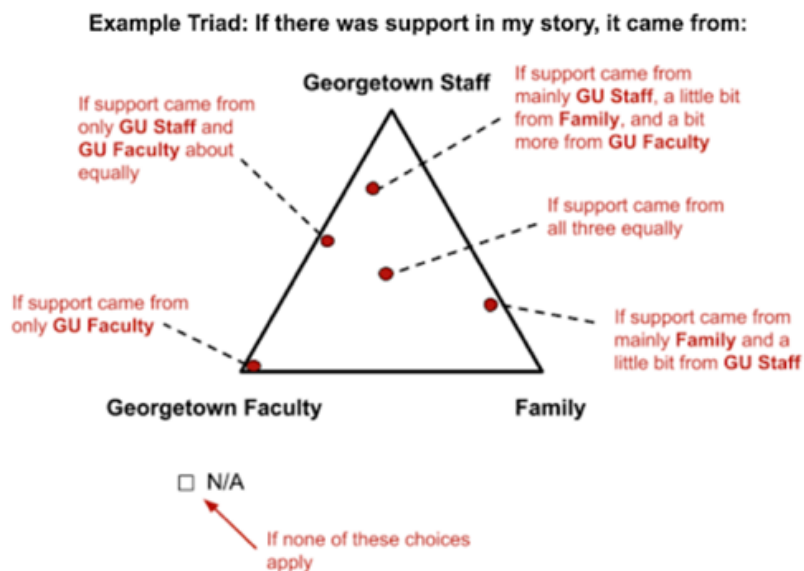 Example Triad: If there was support in my story, it came from:
Georgetown Staff
If support came from
mainly GU Staff, a little bit
from Family, and a bit
more from GU Faculty
If support came from
only GU Staff and
GU Faculty about
equally
If support came from
all three equally
If support came from
only GU Faculty
If support came from
mainly Family and a
little bit from GU Staff
Georgetown Faculty
Family
N/A
If none of these choices
apply